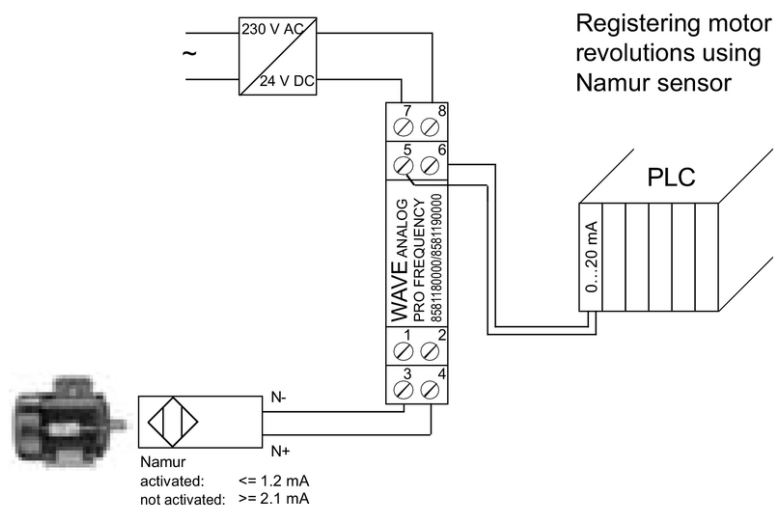 Registering motor
revolutions using
Namur sensor
230 V AC
~
24 V DC
7 8
5 6
PLC
0...20 mA
WAVE ANALOG
PRO FREQUENCY
8581180000/8581190000
1 2
3 4
N-
N+
Namur
activated: <= 1.2 mA
not activated: >= 2.1 mA